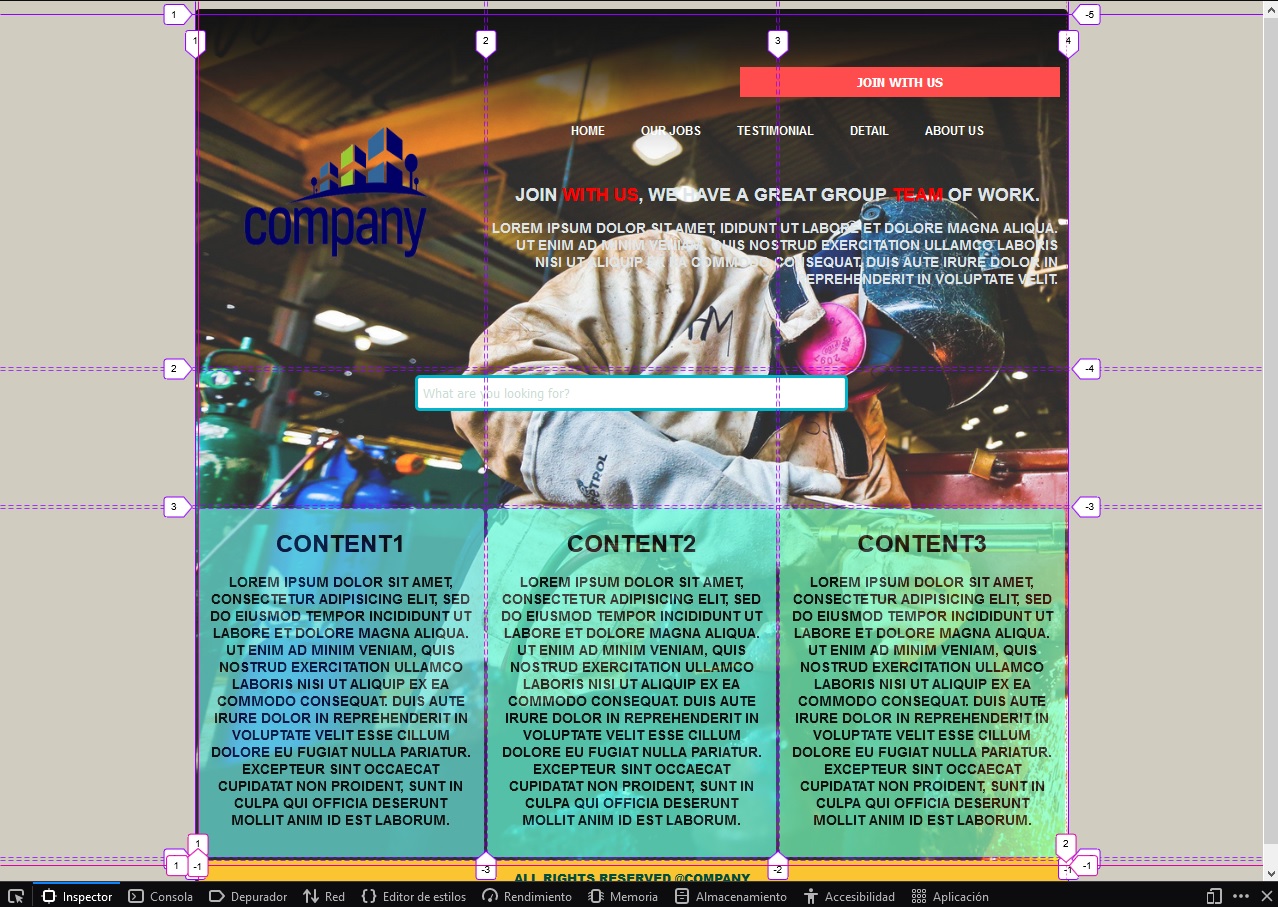 1 -5
1 2 3 4
JOIN WITH US
HOME OUR JOBS TESTIMONIAL DETAIL ABOUT US
company
JOIN WITH US, WE HAVE A GREAT GROUP TEAM OF WORK.
LOREM IPSUM DOLOR SIT AMET, IDIDUNT UT LABORE ET DOLORE MAGNA ALIQUA.
UT ENIM AD MINIM VENIAM, QUIS NOSTRUD EXERCITATION ULLAMCO LABORIS
NISI UT ALIQUIP EX EA COMMODO CONSEQUAT. DUIS AUTE IRURE DOLOR IN
REPREHENDERIT IN VOLUPTATE VELIT.
2 -4
What are you looking for?
3 -3
CONTENT1
LOREM IPSUM DOLOR SIT AMET,
CONSECTETUR ADIPISICING ELIT, SED
DO EIUSMOD TEMPOR INCIDIDUNT UT
LABORE ET DOLORE MAGNA ALIQUA.
UT ENIM AD MINIM VENIAM, QUIS
NOSTRUD EXERCITATION ULLAMCO
LABORIS NISI UT ALIQUIP EX EA
COMMODO CONSEQUAT. DUIS AUTE
IRURE DOLOR IN REPREHENDERIT IN
VOLUPTATE VELIT ESSE CILLUM
DOLORE EU FUGIAT NULLA PARIATUR.
EXCEPTEUR SINT OCCAECAT
CUPIDATAT NON PROIDENT, SUNT IN
CULPA QUI OFFICIA DESERUNT
MOLLIT ANIM ID EST LABORUM.
CONTENT2
LOREM IPSUM DOLOR SIT AMET,
CONSECTETUR ADIPISICING ELIT, SED
DO EIUSMOD TEMPOR INCIDIDUNT UT
LABORE ET DOLORE MAGNA ALIQUA.
UT ENIM AD MINIM VENIAM, QUIS
NOSTRUD EXERCITATION ULLAMCO
LABORIS NISI UT ALIQUIP EX EA
COMMODO CONSEQUAT. DUIS AUTE
IRURE DOLOR IN REPREHENDERIT IN
VOLUPTATE VELIT ESSE CILLUM
DOLORE EU FUGIAT NULLA PARIATUR.
EXCEPTEUR SINT OCCAECAT
CUPIDATAT NON PROIDENT, SUNT IN
CULPA QUI OFFICIA DESERUNT
MOLLIT ANIM ID EST LABORUM.
CONTENT3
LOREM IPSUM DOLOR SIT AMET,
CONSECTETUR ADIPISICING ELIT, SED
DO EIUSMOD TEMPOR INCIDIDUNT UT
LABORE ET DOLORE MAGNA ALIQUA.
UT ENIM AD MINIM VENIAM, QUIS
NOSTRUD EXERCITATION ULLAMCO
LABORIS NISI UT ALIQUIP EX EA
COMMODO CONSEQUAT. DUIS AUTE
IRURE DOLOR IN REPREHENDERIT IN
VOLUPTATE VELIT ESSE CILLUM
DOLORE EU FUGIAT NULLA PARIATUR.
EXCEPTEUR SINT OCCAECAT
CUPIDATAT NON PROIDENT, SUNT IN
CULPA QUI OFFICIA DESERUNT
MOLLIT ANIM ID EST LABORUM.
1 2
1 -1 -3 -2 -1 -1
ALL RIGHTS RESERVED @COMPANY
Inspector Consola Depurador Red Editor de estilos Rendimiento Memoria Almacenamiento Accesibilidad Aplicación